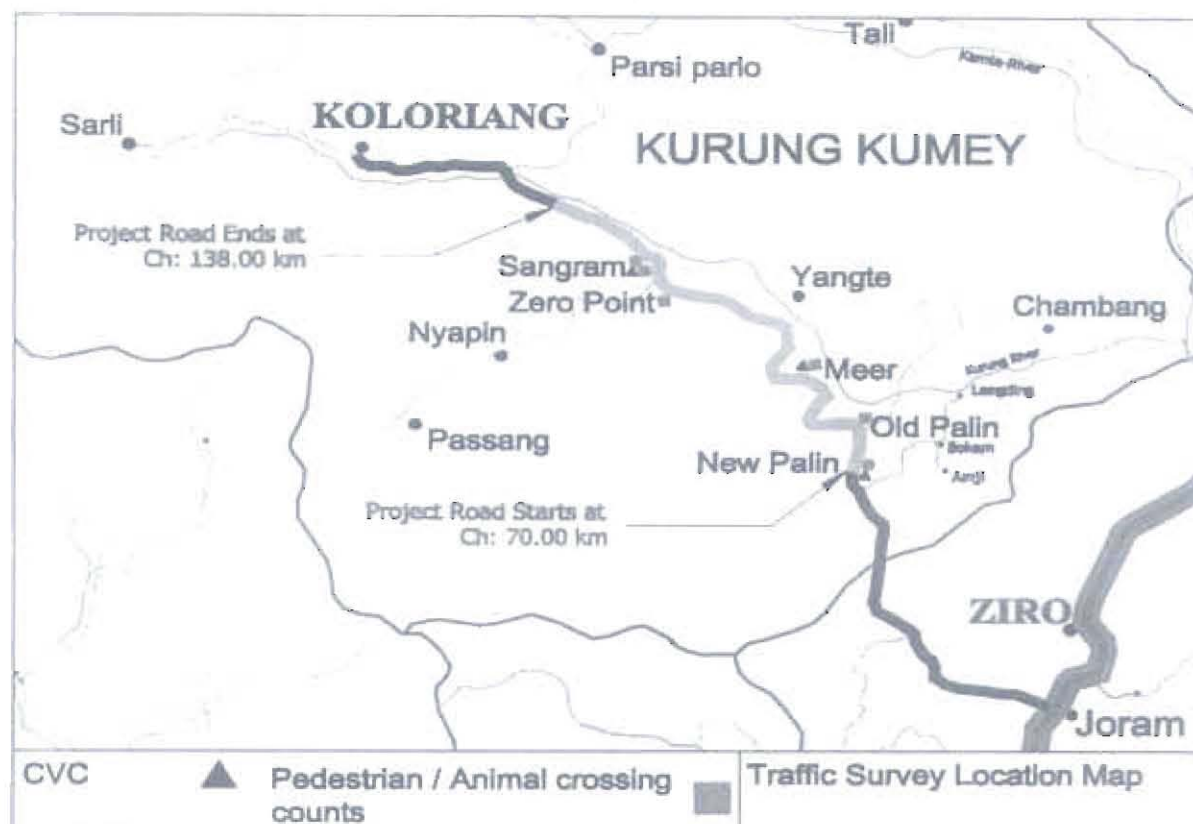 Tali
Parsi parlo
Kamla River
KOLORIANG
Sarli
KURUNG KUMEY
Project Road Ends at
Ch: 138.00 km
Sangram
Yangte
Zero Point
Chambang
Nyapin
Kurung River
Meer
Langding
Passang
Old Palin
Bokam
New Palin
Amji
Project Road Starts at
Ch: 70.00 km
ZIRO
Joram
CVC
Pedestrian / Animal crossing
counts
Traffic Survey Location Map